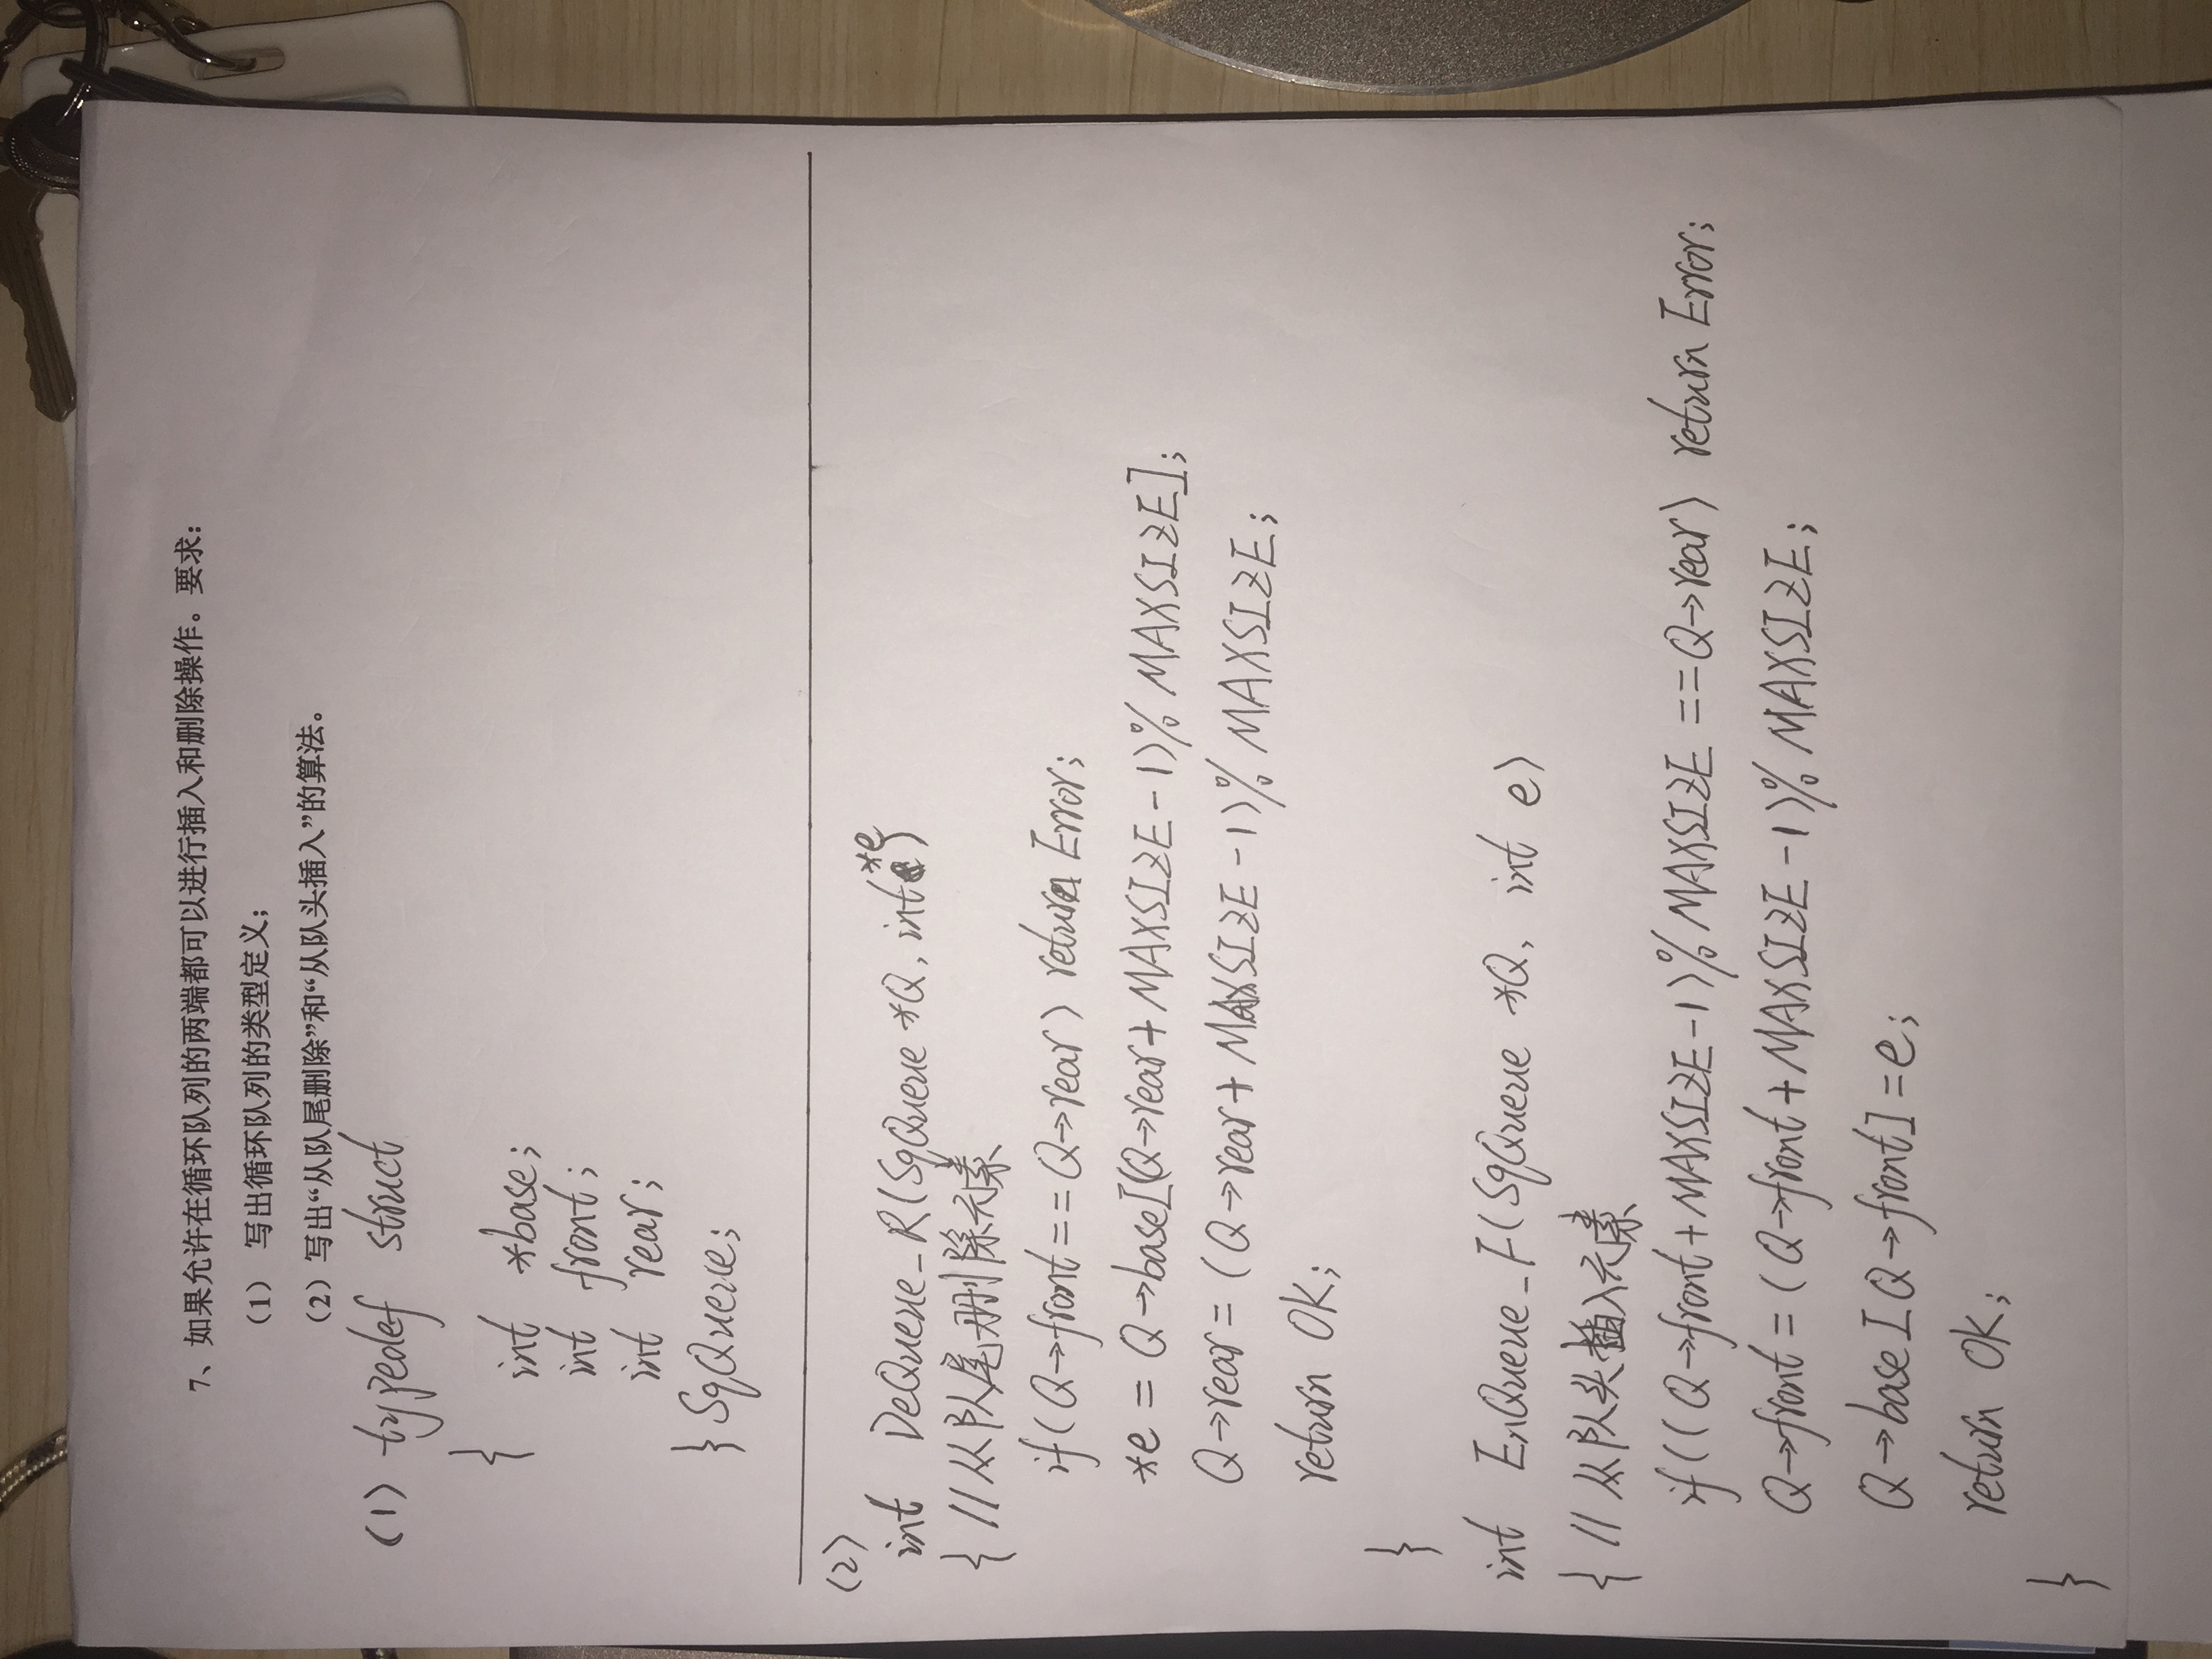 7、如果允许在循环队列的两端都可以进行插入和删除操作。要求：
（1） 写出循环队列的类型定义；
（2）写出“从队尾删除”和“从队头插入”的算法。
(1) typedef struct
{
int *base;
int front;
int rear;
}SqQueue;
(2)
int DeQueue_R(SqQueue *Q, int *e)
{ //从队尾删除元素
if(Q→front==Q→rear) return Error;
*e = Q→base[(Q→rear+MAXSIZE-1)%MAXSIZE];
Q→rear=(Q→rear+MAXSIZE-1)%MAXSIZE;
return OK;
}
int EnQueue_F(SqQueue *Q, int e)
{ //从队头插入元素
if((Q→front+MAXSIZE-1)%MAXSIZE==Q→rear) return Error;
Q→front=(Q→front+MAXSIZE-1)%MAXSIZE;
Q→base[Q→front]=e;
return OK;
}